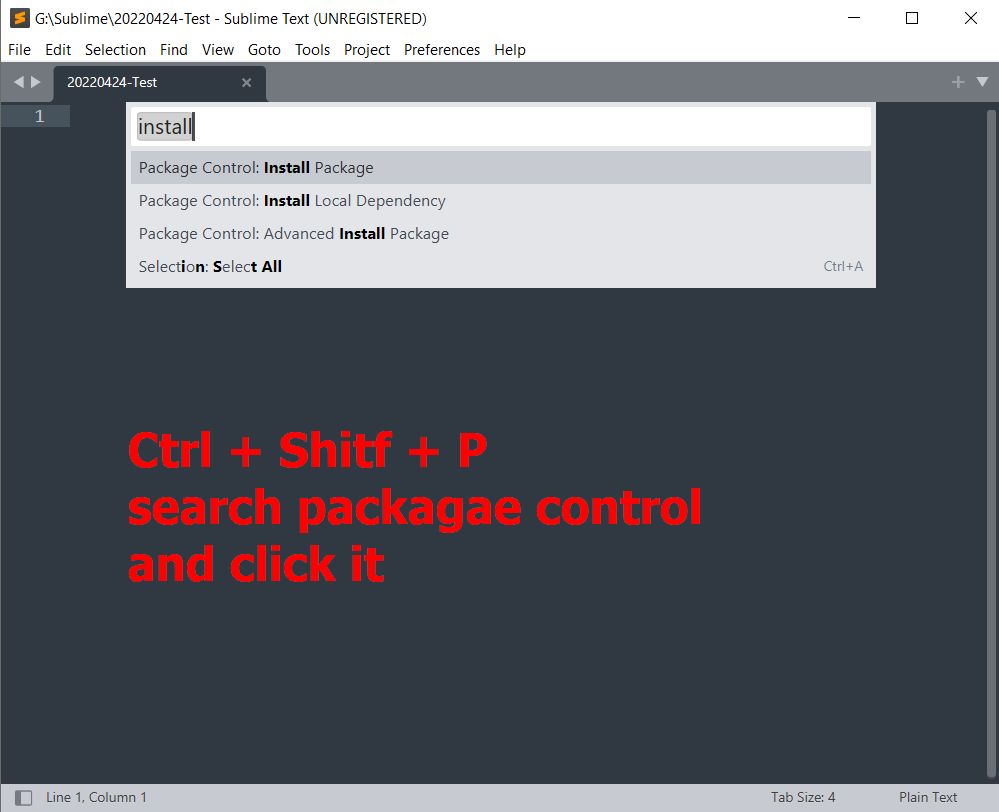 G:\Sublime\20220424-Test - Sublime Text (UNREGISTERED)
File Edit Selection Find View Goto Tools Project Preferences Help
20220424-Test
1
install
Package Control: Install Package
Package Control: Install Local Dependency
Package Control: Advanced Install Package
Selection: Select All Ctrl+A
Ctrl + Shitf + P
search packagae control
and click it
Line 1, Column 1 Tab Size: 4 Plain Text